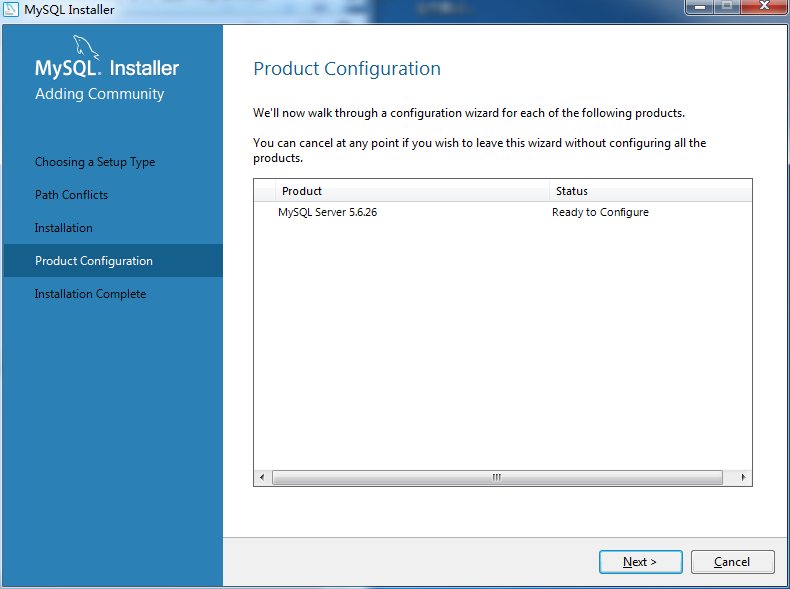 MySQL Installer
MySQL Installer
Adding Community
Choosing a Setup Type
Path Conflicts
Installation
Product Configuration
Installation Complete
Product Configuration
We'll now walk through a configuration wizard for each of the following products.
You can cancel at any point if you wish to leave this wizard without configuring all the
products.
Product Status
MySQL Server 5.6.26 Ready to Configure
Next >
Cancel